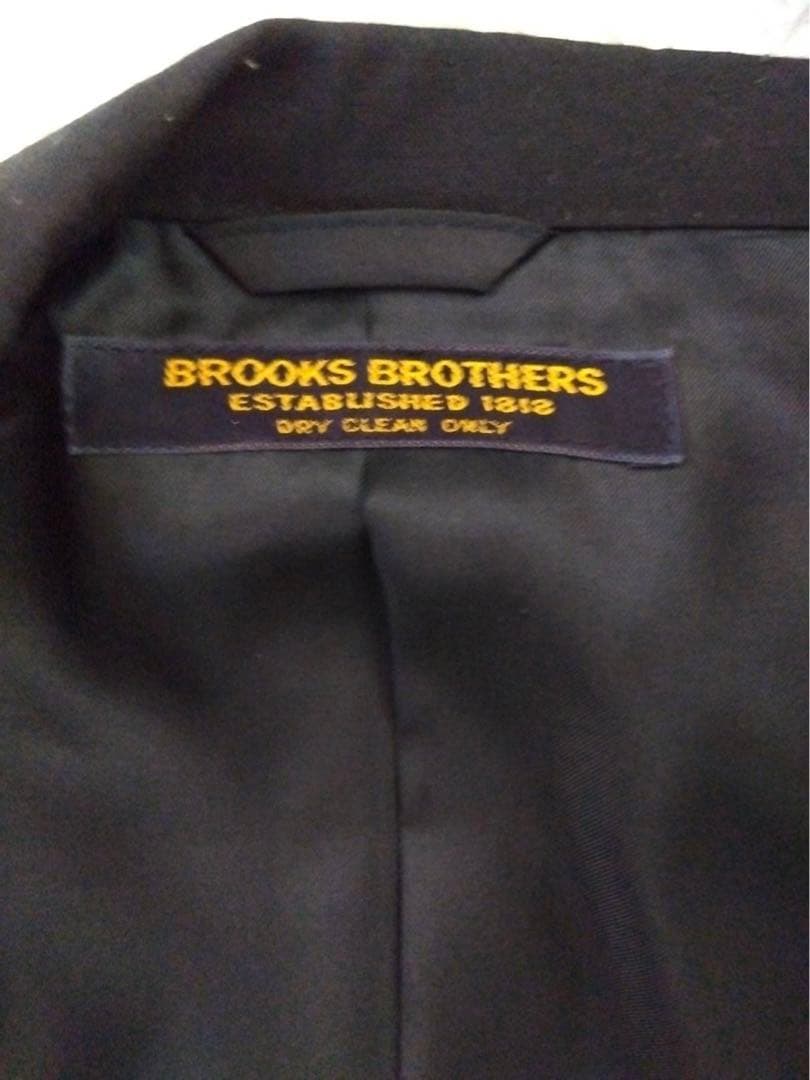 BROOKS BROTHERS
ESTABLISHED 1818
DRY CLEAN ONLY